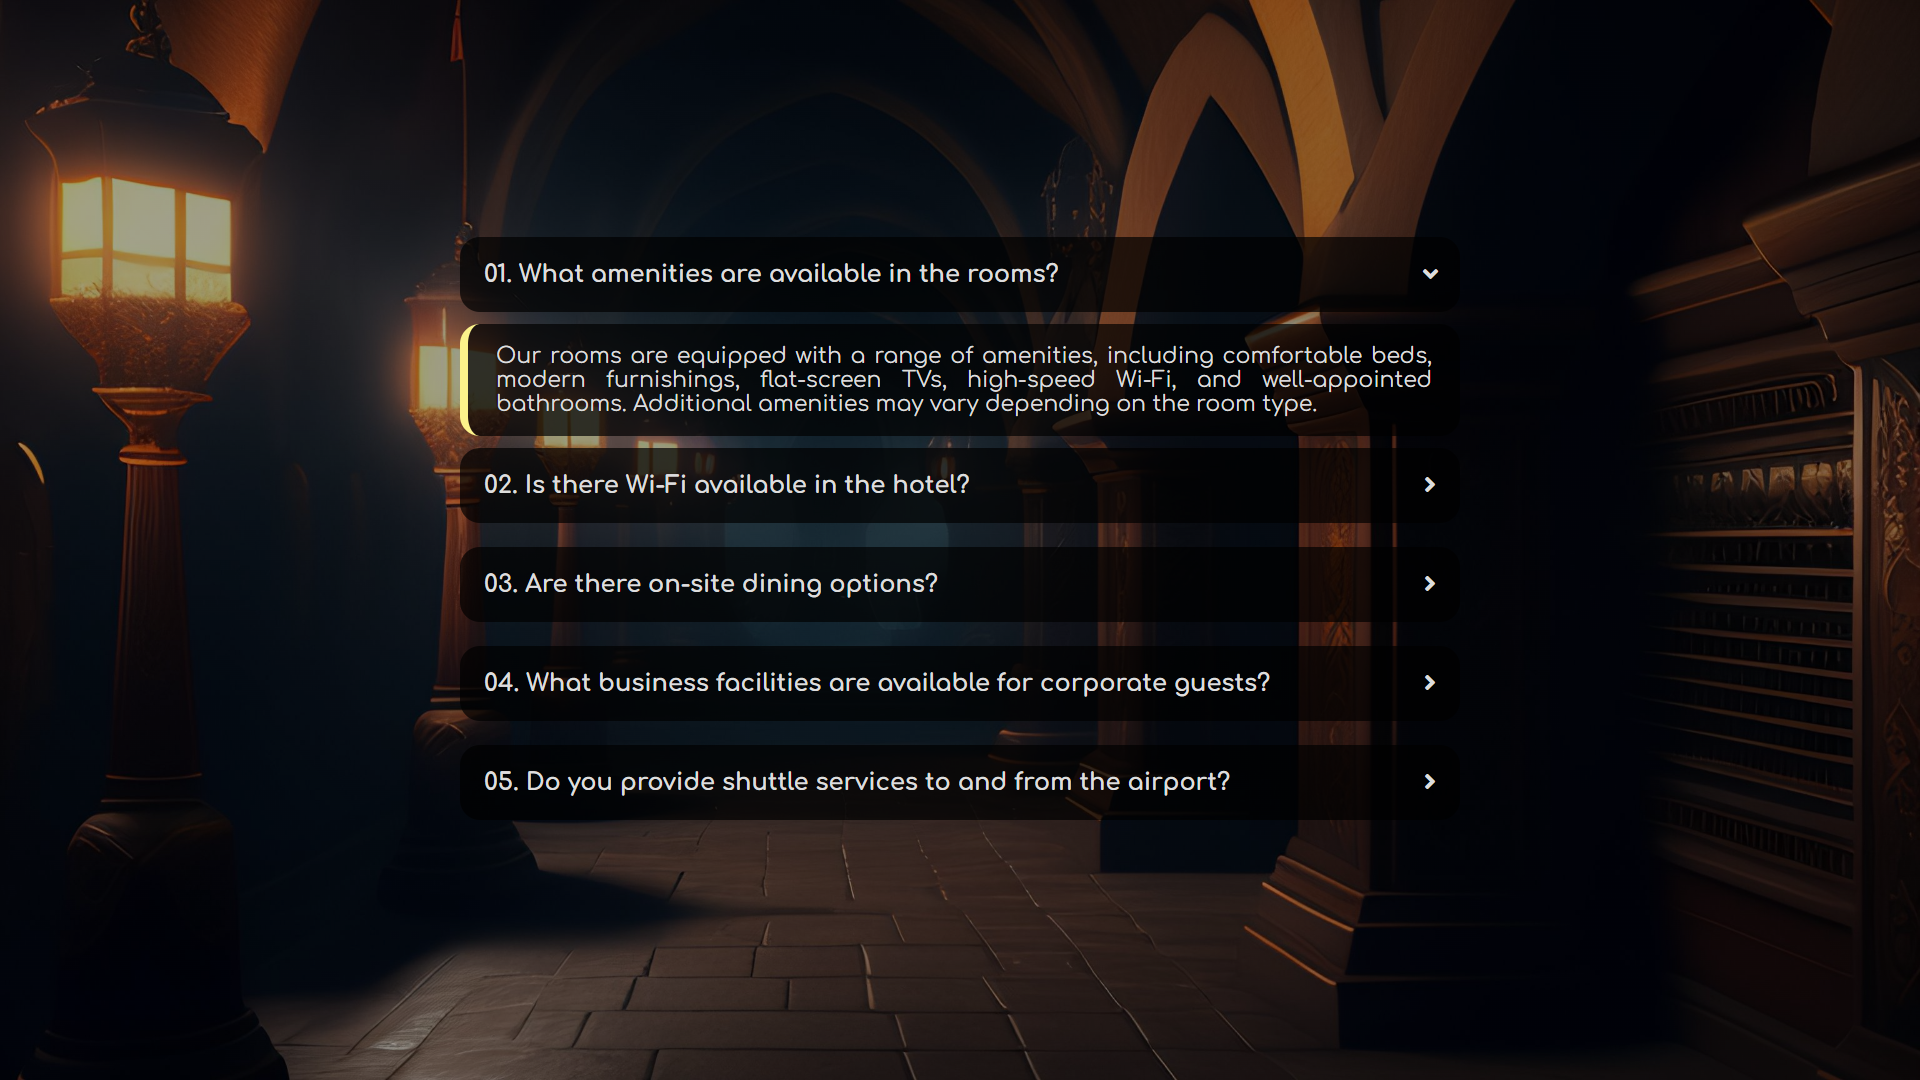 01. What amenities are available in the rooms?
Our rooms are equipped with a range of amenities, including comfortable beds,
modern furnishings, flat-screen TVs, high-speed Wi-Fi, and well-appointed
bathrooms. Additional amenities may vary depending on the room type.
02. Is there Wi-Fi available in the hotel?
03. Are there on-site dining options?
04. What business facilities are available for corporate guests?
05. Do you provide shuttle services to and from the airport?